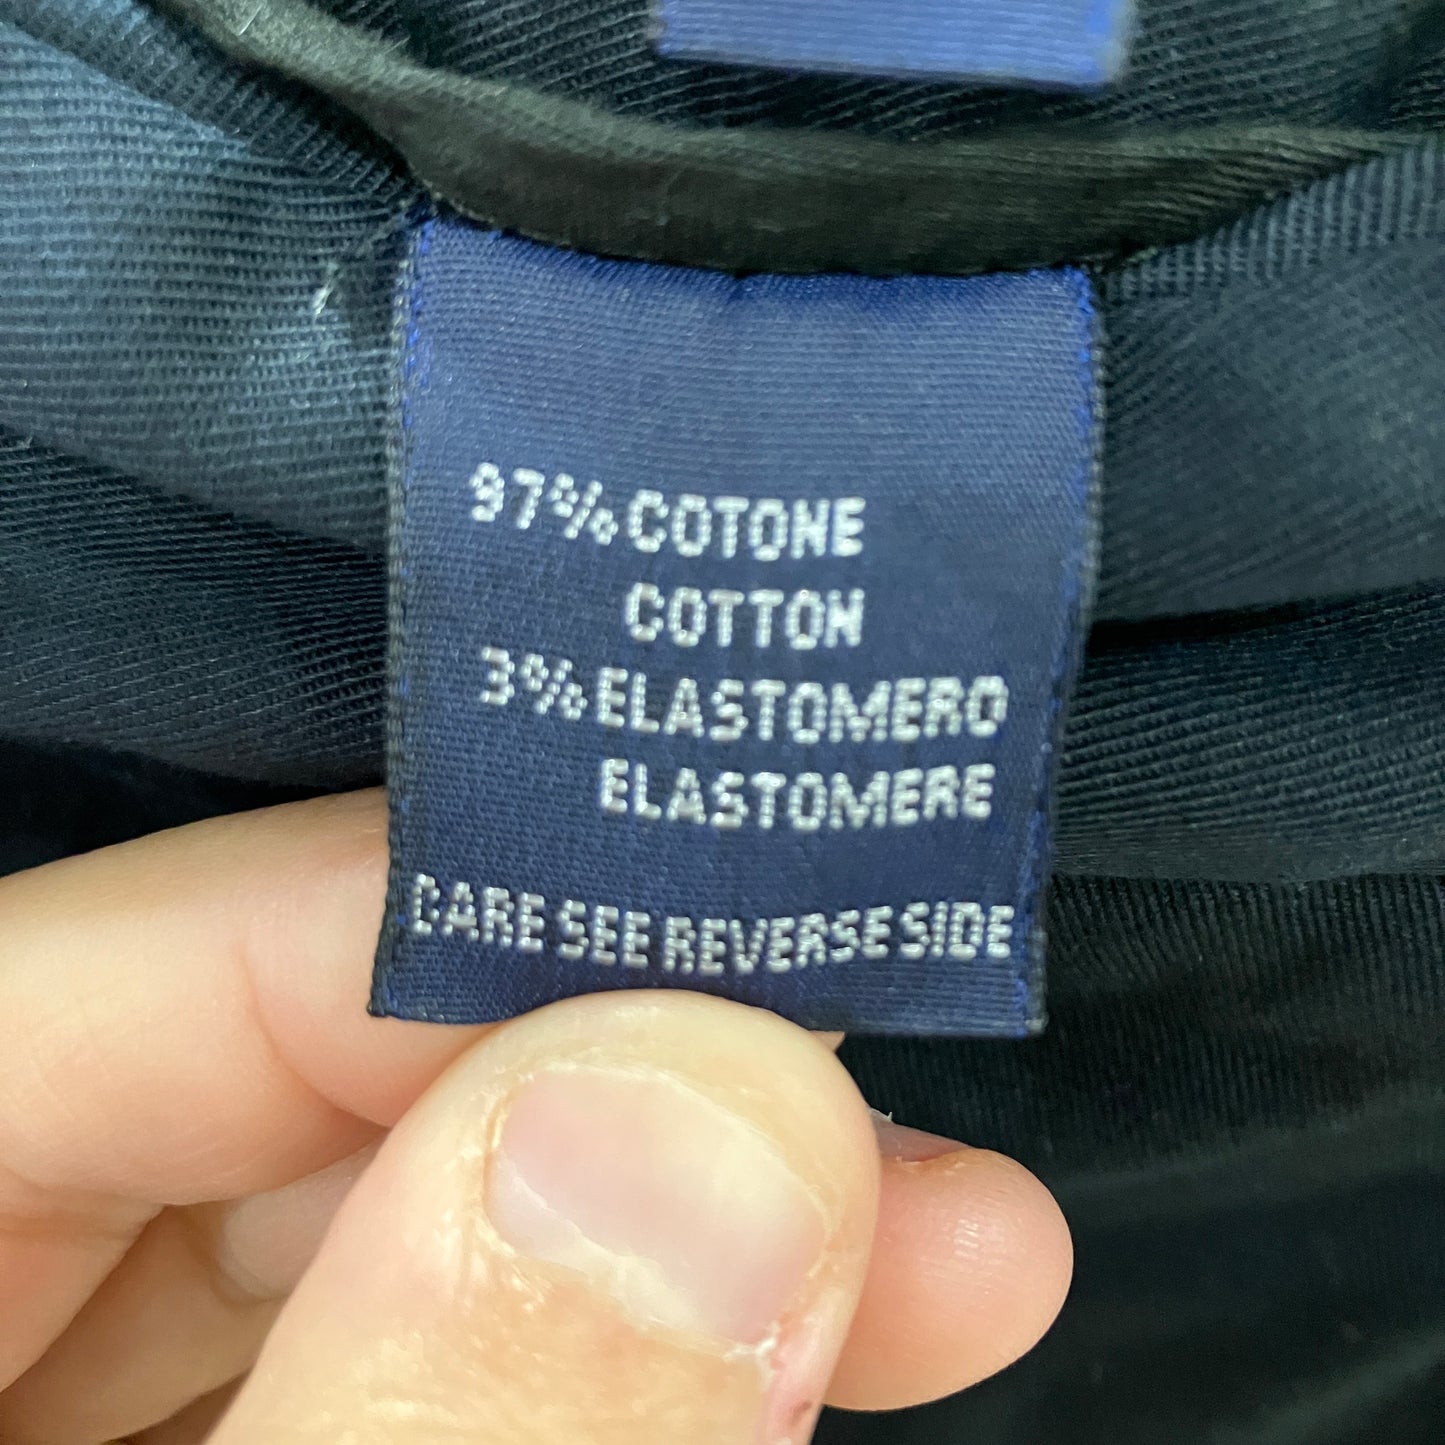 97% COTONE
COTTON
3% ELASTOMERO
ELASTOMERE
CARE SEE REVERSE SIDE